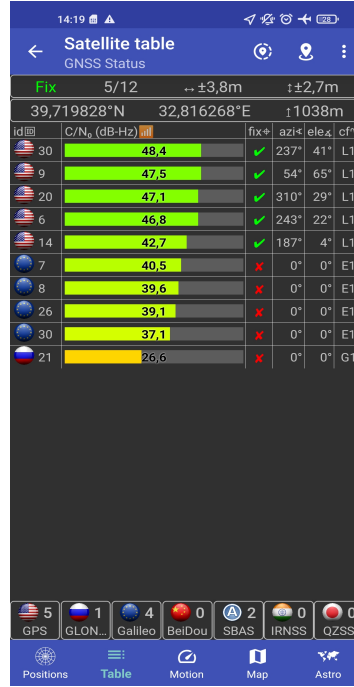 14:19 28
Satellite table
GNSS Status
Fix 5/12 ↔±3,8m ↕±2,7m
39,719828°N 32,816268°E ↥1038m
id C/N₀ (dB-Hz) fix azi ele cf
30 48,4 ✔ 237° 41° L1
9 47,5 ✔ 54° 65° L1
20 47,1 ✔ 310° 29° L1
6 46,8 ✔ 243° 22° L1
14 42,7 ✔ 187° 4° L1
7 40,5 ✘ 0° 0° E1
8 39,6 ✘ 0° 0° E1
26 39,1 ✘ 0° 0° E1
30 37,1 ✘ 0° 0° E1
21 26,6 ✘ 0° 0° G1
5 1 4 0 2 0 0
GPS GLON... Galileo BeiDou SBAS IRNSS QZSS
Positions Table Motion Map Astro